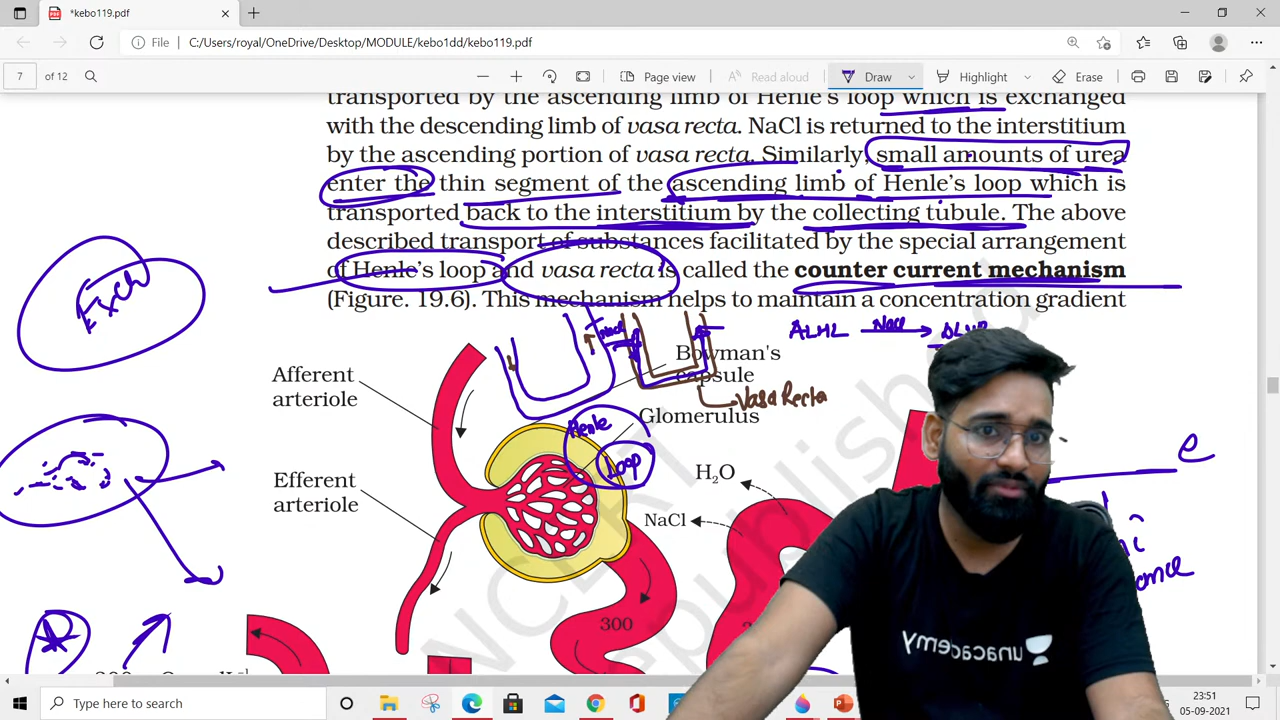 *kebo119.pdf
File
C:/Users/royal/OneDrive/Desktop/MODULE/kebo1dd/kebo119.pdf
7
of 12
Page view
Read aloud
Draw
Highlight
Erase
transported by the ascending limb of Henle's loop which is exchanged
with the descending limb of vasa recta. NaCl is returned to the interstitium
by the ascending portion of vasa recta. Similarly, small amounts of urea
enter the thin segment of the ascending limb of Henle's loop which is
transported back to the interstitium by the collecting tubule. The above
described transport of substances facilitated by the special arrangement
of Henle's loop and vasa recta is called the counter current mechanism
(Figure. 19.6). This mechanism helps to maintain a concentration gradient
Exch
NaCl
ALHL
NaCl
Bowman's
capsule
Vasa Recta
Afferent
arteriole
Glomerulus
Henle
Loop
e
Efferent
arteriole
H₂O
NaCl
300
NCERT
republished
unacademy
Type here to search
23:51
05-09-2021